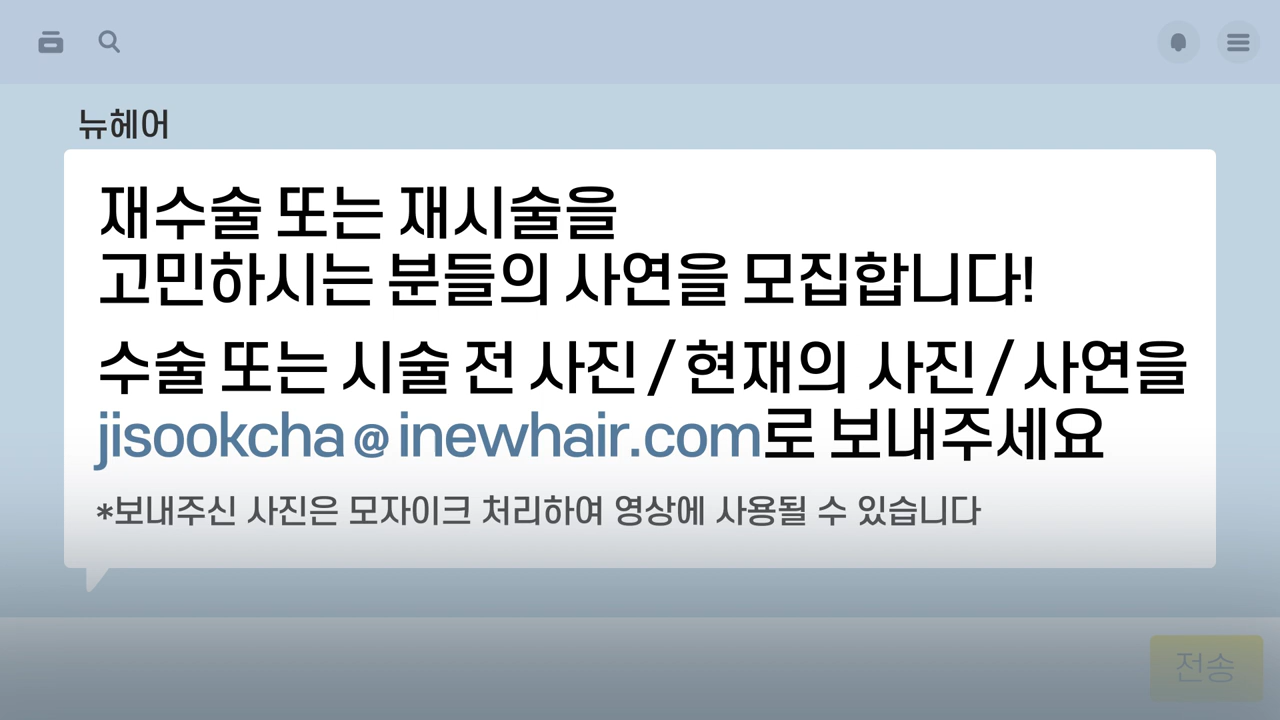 뉴헤어
재수술 또는 재시술을
고민하시는 분들의 사연을 모집합니다!
수술 또는 시술 전 사진 / 현재의 사진 / 사연을
jisookcha@inewhair.com로 보내주세요
*보내주신 사진은 모자이크 처리하여 영상에 사용될 수 있습니다
전송